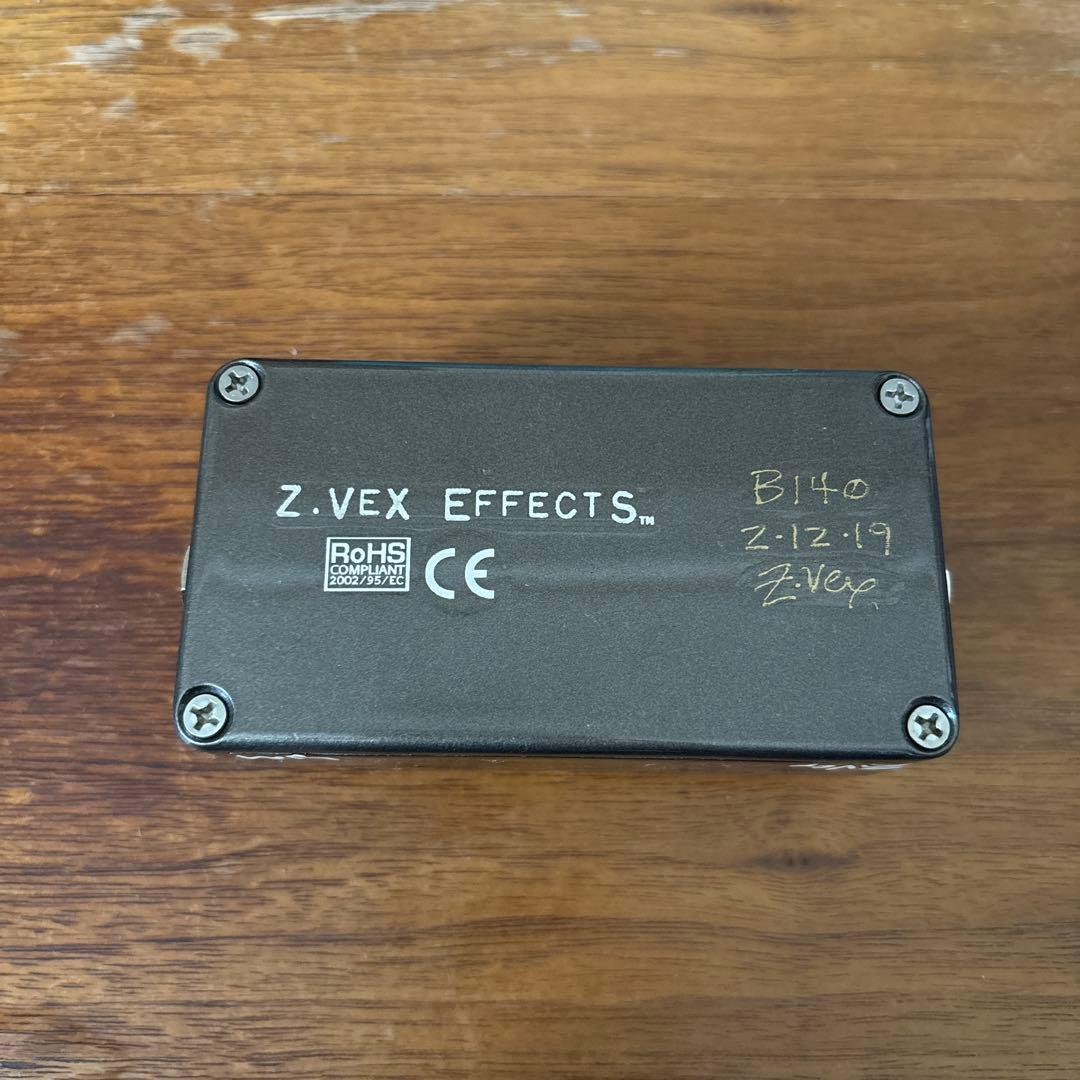 Z.VEX EFFECTS™
RoHS
COMPLIANT
2002/95/EC
CE
B140
2.12.19
Z.Vex